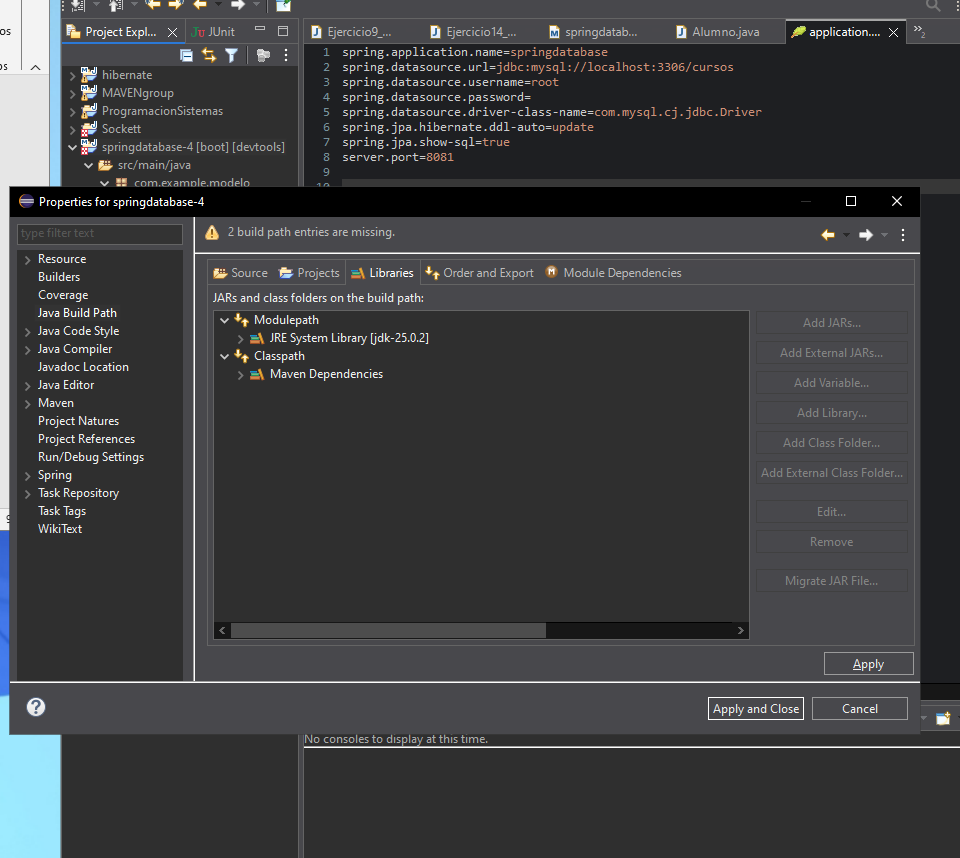 Project Expl...
JUnit
Ejercicio9_...
Ejercicio14_...
springdatab...
Alumno.java
application....
2
hibernate
MAVENgroup
ProgramacionSistemas
Sockett
springdatabase-4 [boot] [devtools]
src/main/java
com.example.modelo
1 spring.application.name=springdatabase
2 spring.datasource.url=jdbc:mysql://localhost:3306/cursos
3 spring.datasource.username=root
4 spring.datasource.password=
5 spring.datasource.driver-class-name=com.mysql.cj.jdbc.Driver
6 spring.jpa.hibernate.ddl-auto=update
7 spring.jpa.show-sql=true
8 server.port=8081
9
10
Properties for springdatabase-4
type filter text
2 build path entries are missing.
Resource
Builders
Coverage
Java Build Path
Java Code Style
Java Compiler
Javadoc Location
Java Editor
Maven
Project Natures
Project References
Run/Debug Settings
Spring
Task Repository
Task Tags
WikiText
Source
Projects
Libraries
Order and Export
Module Dependencies
JARs and class folders on the build path:
Modulepath
JRE System Library [jdk-25.0.2]
Classpath
Maven Dependencies
Add JARs...
Add External JARs...
Add Variable...
Add Library...
Add Class Folder...
Add External Class Folder...
Edit...
Remove
Migrate JAR File...
Apply
Apply and Close
Cancel
No consoles to display at this time.